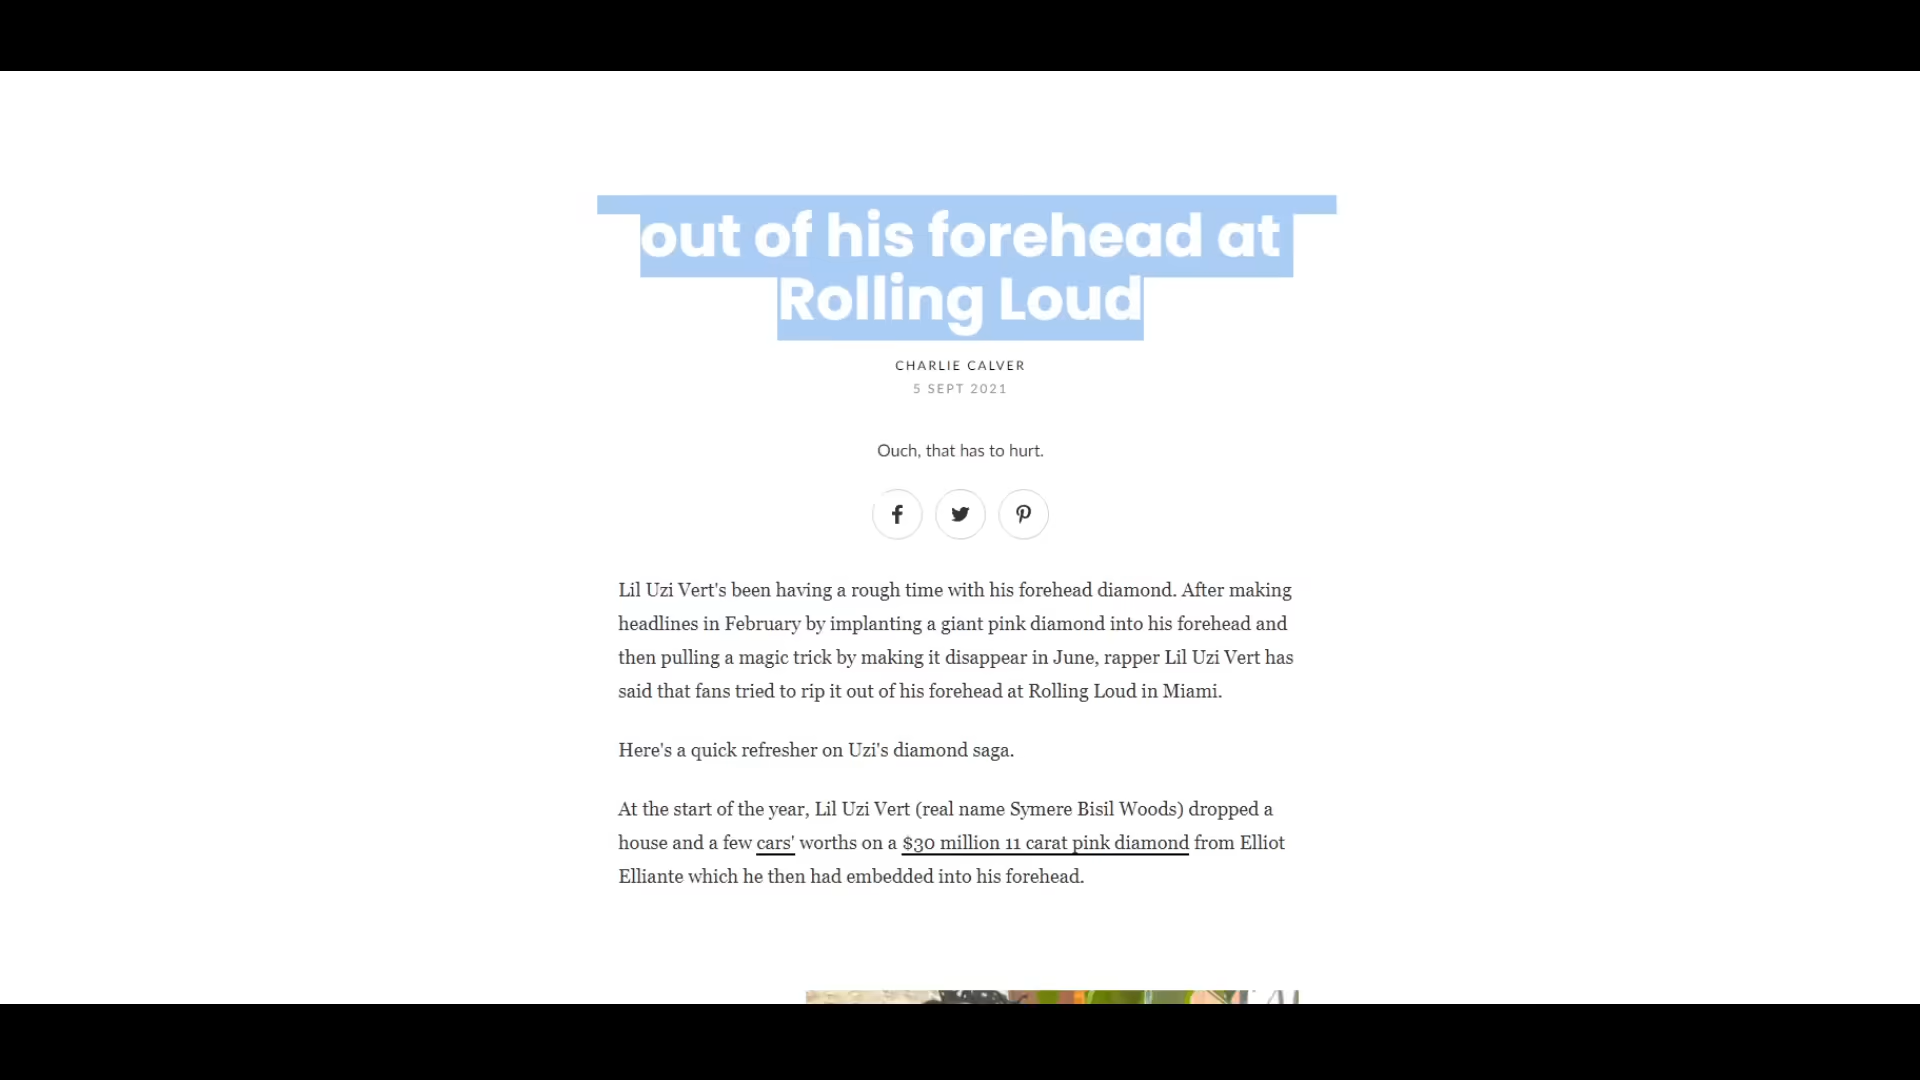 out of his forehead at
Rolling Loud
CHARLIE CALVER
5 SEPT 2021
Ouch, that has to hurt.
Lil Uzi Vert's been having a rough time with his forehead diamond. After making
headlines in February by implanting a giant pink diamond into his forehead and
then pulling a magic trick by making it disappear in June, rapper Lil Uzi Vert has
said that fans tried to rip it out of his forehead at Rolling Loud in Miami.
Here's a quick refresher on Uzi's diamond saga.
At the start of the year, Lil Uzi Vert (real name Symere Bisil Woods) dropped a
house and a few cars' worths on a $30 million 11 carat pink diamond from Elliot
Elliante which he then had embedded into his forehead.